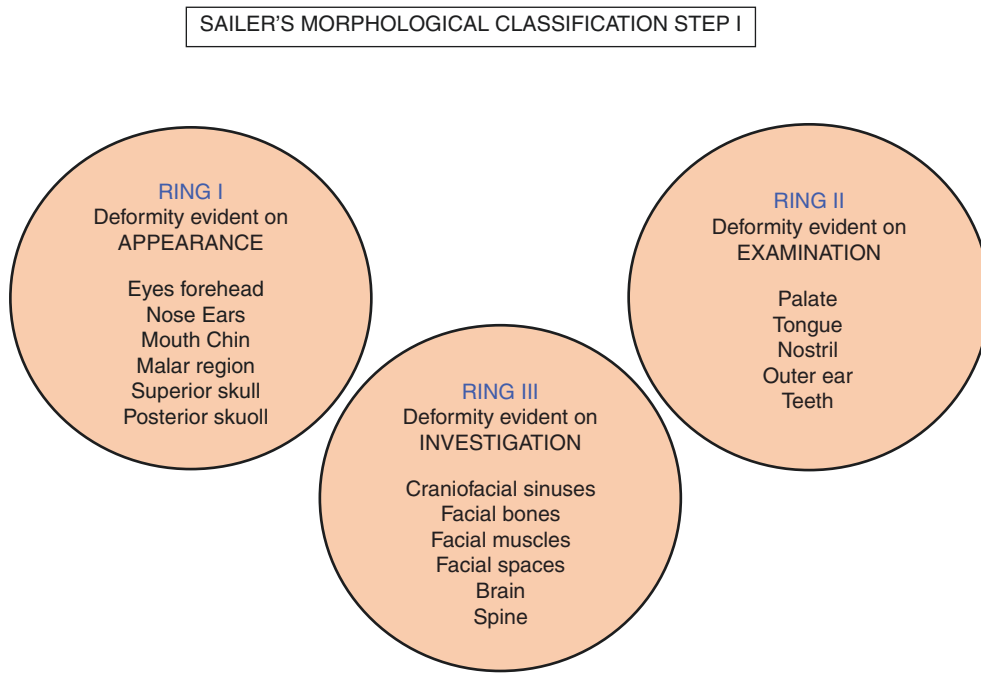 SAILER'S MORPHOLOGICAL CLASSIFICATION STEP I
RING I
Deformity evident on
APPEARANCE
Eyes forehead
Nose Ears
Mouth Chin
Malar region
Superior skull
Posterior skuoll
RING II
Deformity evident on
EXAMINATION
Palate
Tongue
Nostril
Outer ear
Teeth
RING III
Deformity evident on
INVESTIGATION
Craniofacial sinuses
Facial bones
Facial muscles
Facial spaces
Brain
Spine